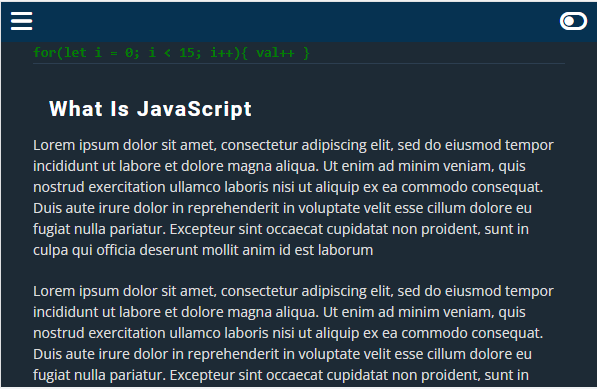 for(let i = 0; i < 15; i++){ val++ }
What Is JavaScript
Lorem ipsum dolor sit amet, consectetur adipiscing elit, sed do eiusmod tempor
incididunt ut labore et dolore magna aliqua. Ut enim ad minim veniam, quis
nostrud exercitation ullamco laboris nisi ut aliquip ex ea commodo consequat.
Duis aute irure dolor in reprehenderit in voluptate velit esse cillum dolore eu
fugiat nulla pariatur. Excepteur sint occaecat cupidatat non proident, sunt in
culpa qui officia deserunt mollit anim id est laborum
Lorem ipsum dolor sit amet, consectetur adipiscing elit, sed do eiusmod tempor
incididunt ut labore et dolore magna aliqua. Ut enim ad minim veniam, quis
nostrud exercitation ullamco laboris nisi ut aliquip ex ea commodo consequat.
Duis aute irure dolor in reprehenderit in voluptate velit esse cillum dolore eu
fugiat nulla pariatur. Excepteur sint occaecat cupidatat non proident, sunt in